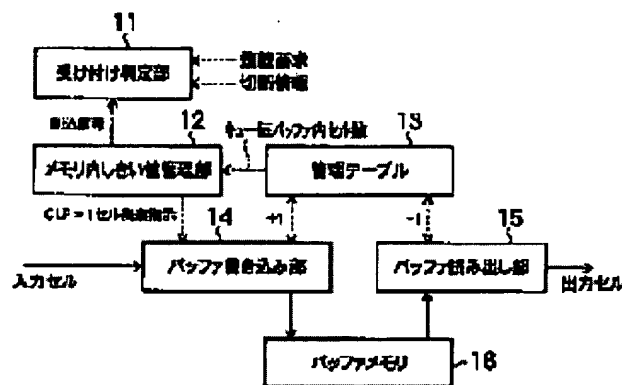 11
受け付け判定部
接続要求
切断情報
12
キュー毎バッファ内セル数
13
メモリ内しきい値管理部
管理テーブル
CLP=1セル廃棄指示
14
+1
-1
15
バッファ書き込み部
バッファ読み出し部
入力セル
出力セル
バッファメモリ
16